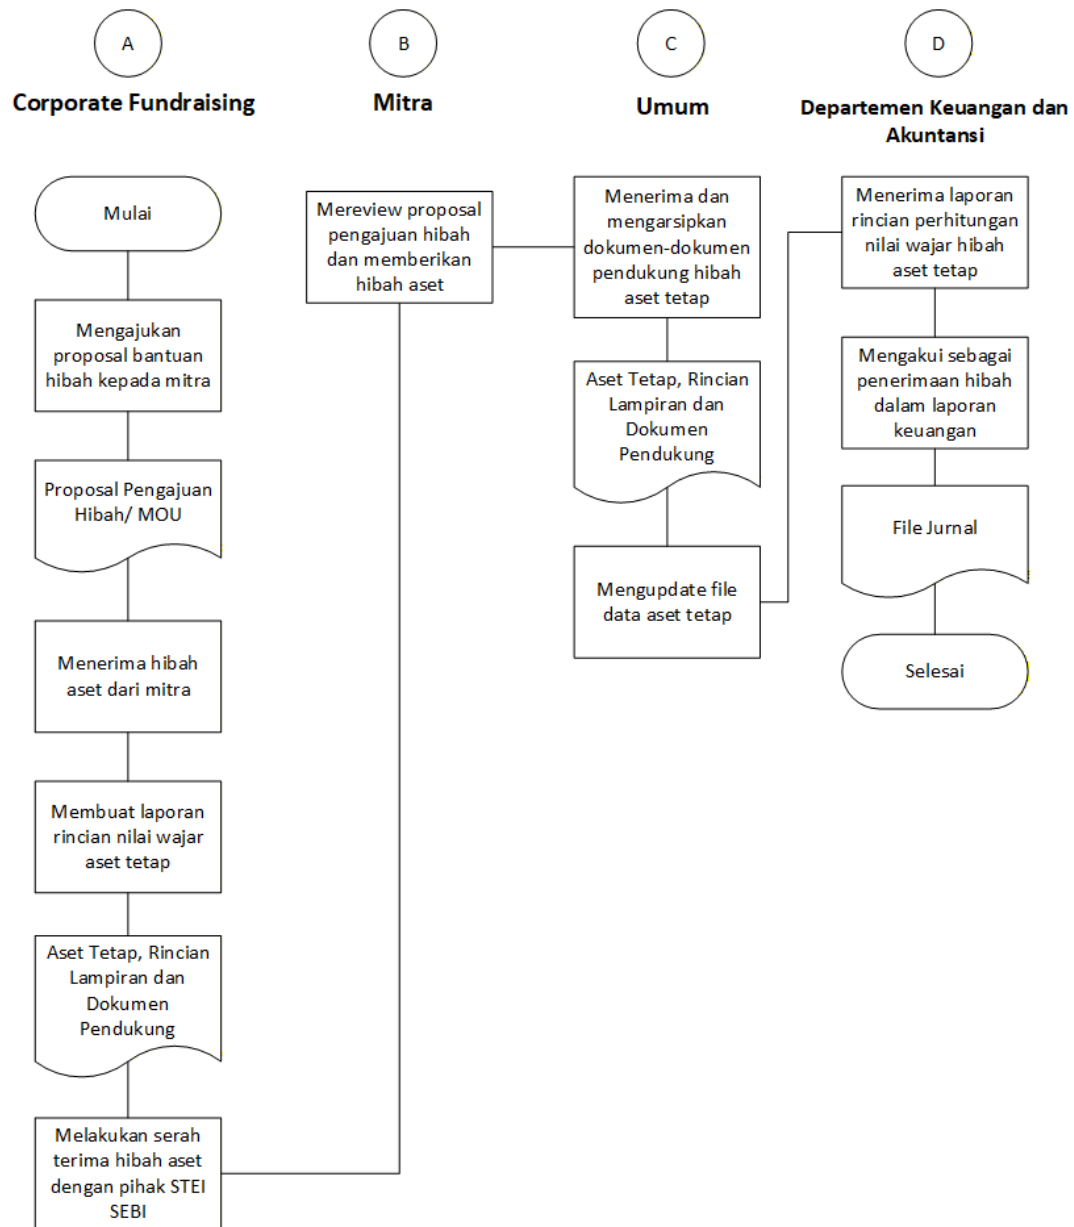 A
Corporate Fundraising
Mulai
Mengajukan
proposal bantuan
hibah kepada mitra
Proposal Pengajuan
Hibah/ MOU
Menerima hibah
aset dari mitra
Membuat laporan
rincian nilai wajar
aset tetap
Aset Tetap, Rincian
Lampiran dan
Dokumen
Pendukung
Melakukan serah
terima hibah aset
dengan pihak STEI
SEBI
B
Mitra
Mereview proposal
pengajuan hibah
dan memberikan
hibah aset
C
Umum
Menerima dan
mengarsipkan
dokumen-dokumen
pendukung hibah
aset tetap
Aset Tetap, Rincian
Lampiran dan
Dokumen
Pendukung
Mengupdate file
data aset tetap
D
Departemen Keuangan dan
Akuntansi
Menerima laporan
rincian perhitungan
nilai wajar hibah
aset tetap
Mengakui sebagai
penerimaan hibah
dalam laporan
keuangan
File Jurnal
Selesai